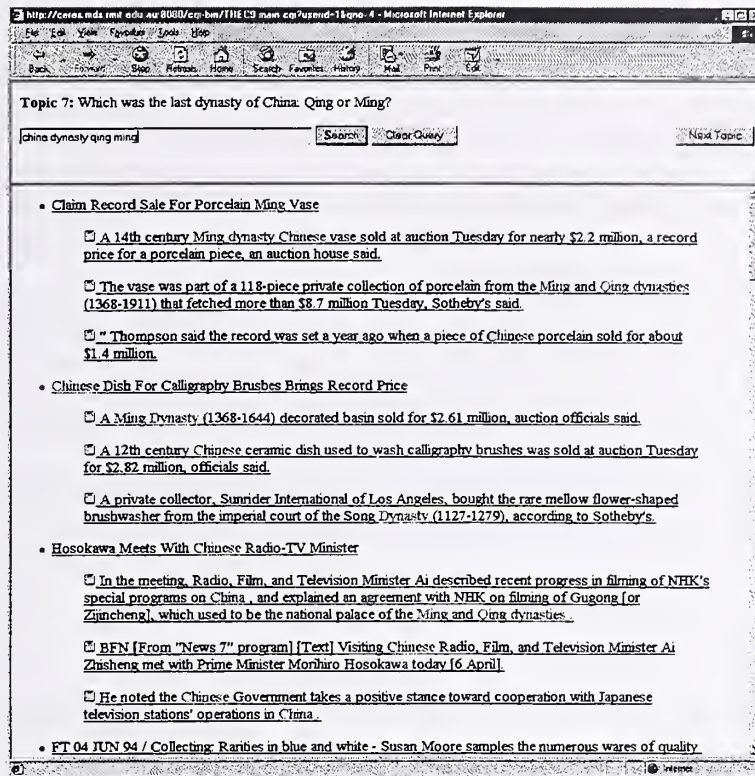 http://ceres.mds.rmit.edu.au:8080/cgi-bin/TREC9.main.cgi?userid=1&qno=4 - Microsoft Internet Explorer
File Edit View Favorites Tools Help
Back Forward Stop Refresh Home Search Favorites History Mail Print Edit
Topic 7: Which was the last dynasty of China: Qing or Ming?
china dynasty qing ming Search Clear Query Next Topic
Claim Record Sale For Porcelain Ming Vase
A 14th century Ming dynasty Chinese vase sold at auction Tuesday for nearly $2.2 million, a record
price for a porcelain piece, an auction house said.
The vase was part of a 118-piece private collection of porcelain from the Ming and Qing dynasties
(1368-1911) that fetched more than $8.7 million Tuesday, Sotheby's said.
" Thompson said the record was set a year ago when a piece of Chinese porcelain sold for about
$1.4 million.
Chinese Dish For Calligraphy Brushes Brings Record Price
A Ming Dynasty (1368-1644) decorated basin sold for $2.61 million, auction officials said.
A 12th century Chinese ceramic dish used to wash calligraphy brushes was sold at auction Tuesday
for $2.82 million, officials said.
A private collector, Sunrider International of Los Angeles, bought the rare mellow flower-shaped
brushwasher from the imperial court of the Song Dynasty (1127-1279), according to Sotheby's.
Hosokawa Meets With Chinese Radio-TV Minister
In the meeting, Radio, Film, and Television Minister Ai described recent progress in filming of NHK's
special programs on China , and explained an agreement with NHK on filming of Gugong [or
Zijincheng], which used to be the national palace of the Ming and Qing dynasties .
BFN [From "News 7" program] [Text] Visiting Chinese Radio, Film, and Television Minister Ai
Zhisheng met with Prime Minister Morihiro Hosokawa today [6 April].
He noted the Chinese Government takes a positive stance toward cooperation with Japanese
television stations' operations in China .
FT 04 JUN 94 / Collecting: Rarities in blue and white - Susan Moore samples the numerous wares of quality
Internet